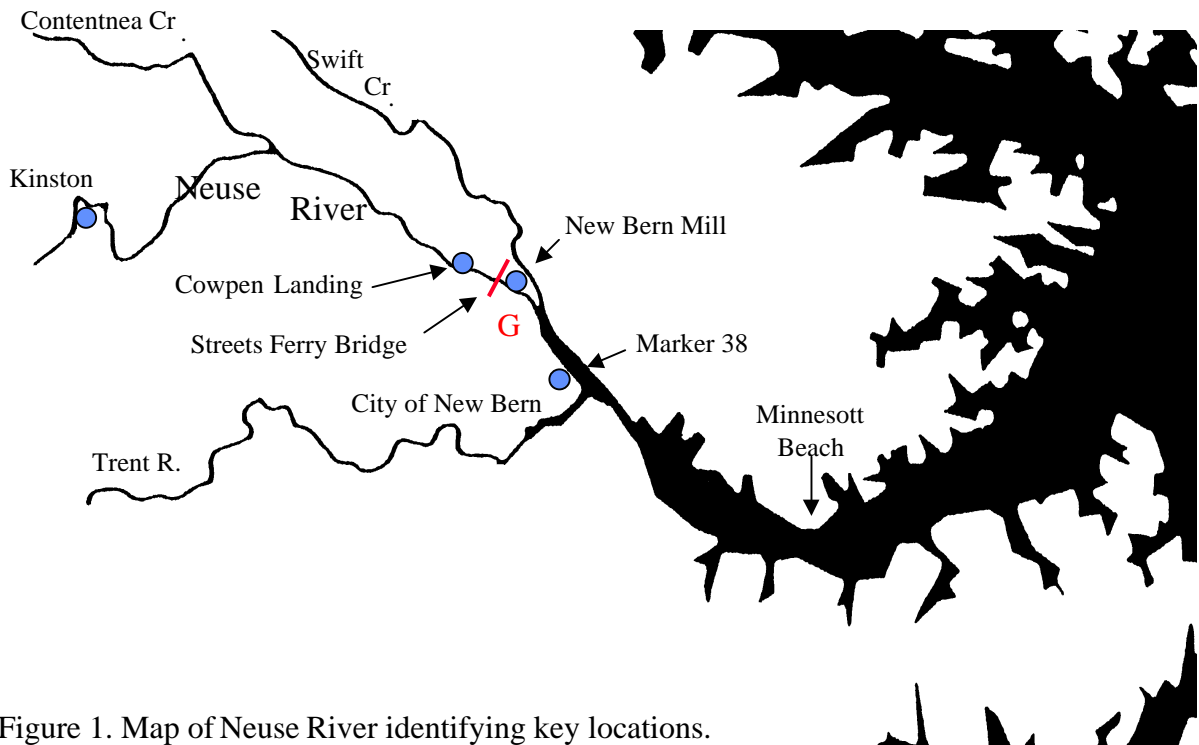 Contentnea Cr.
Swift
Cr.
Kinston
Neuse
River
New Bern Mill
Cowpen Landing
G
Streets Ferry Bridge
Marker 38
City of New Bern
Minnesott
Beach
Trent R.
Figure 1. Map of Neuse River identifying key locations.